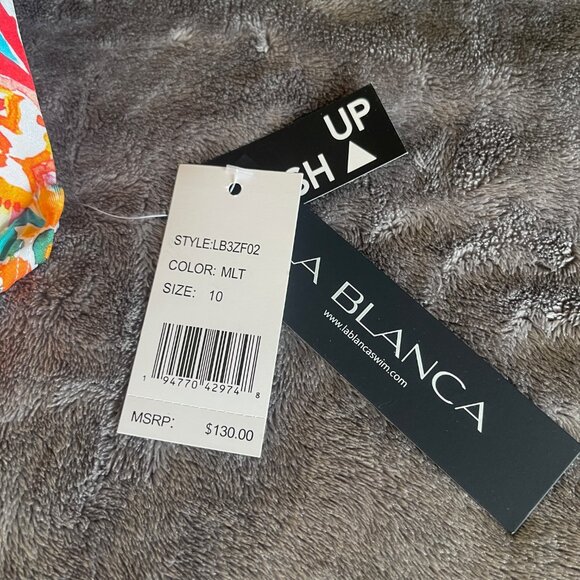 UP
SH
STYLE:LB3ZF02
COLOR: MLT
SIZE: 10
1 94770 42974 8
MSRP: $130.00
A BLANCA
www.lablancaswim.com